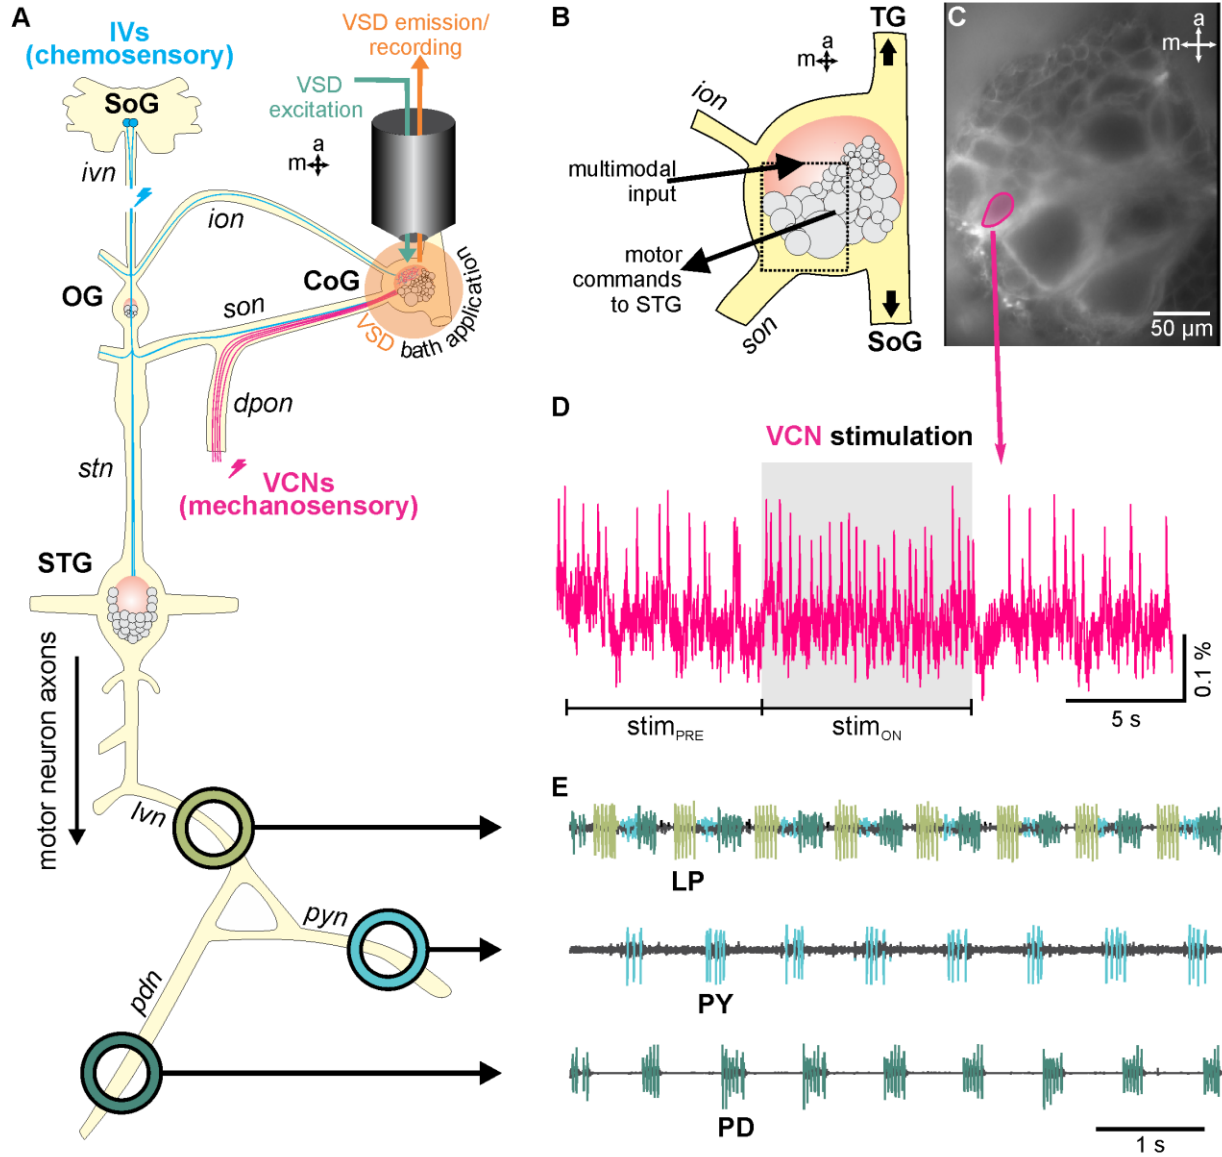 A
IVs
(chemosensory)
SoG
ivn
VSD emission/
recording
VSD
excitation
a
m
ion
OG
CoG
son
VSD bath application
dpon
stn
VCNs
(mechanosensory)
STG
motor neuron axons
lvn
pyn
pdn
B
TG
a
m
ion
multimodal
input
motor
commands
to STG
son
SoG
C
a
m
50 µm
D
VCN stimulation
0.1 %
5 s
stimPRE
stimON
E
LP
PY
PD
1 s